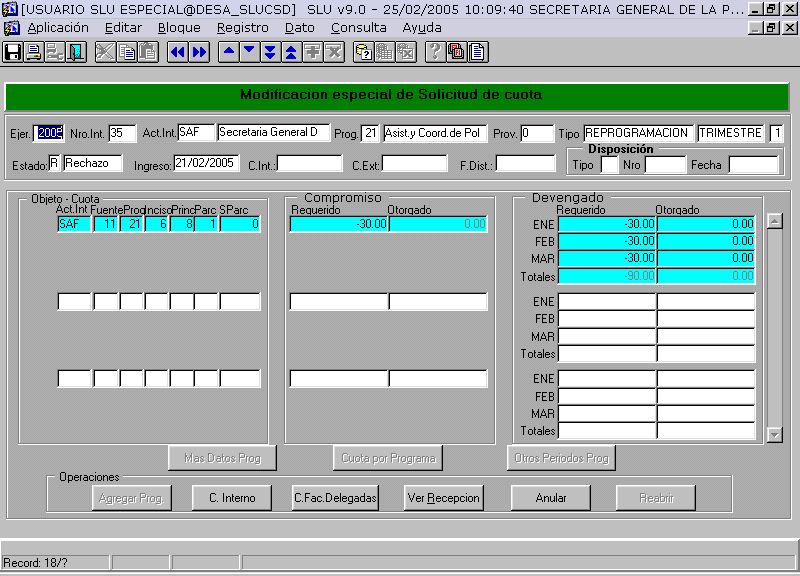 [USUARIO SLU ESPECIAL@DESA_SLUCSD] SLU v9.0 - 25/02/2005 10:09:40 SECRETARIA GENERAL DE LA P...
Aplicación Editar Bloque Registro Dato Consulta Ayuda
Modificacion especial de Solicitud de cuota
Ejer. 2005 Nro.Int. 35 Act.Int. SAF Secretaria General D Prog. 21 Asist.y Coord.de Pol Prov. 0 Tipo REPROGRAMACION TRIMESTRE 1
Disposición
Estado: R Rechazo Ingreso: 21/02/2005 C.Int.: C.Ext: F.Dist.: Tipo Nro Fecha
Objeto - Cuota Compromiso Devengado
Act.Int Fuente Prog Inciso Princ Parc SParc Requerido Otorgado Requerido Otorgado
SAF 11 21 6 8 1 0 -30.00 0.00 ENE -30.00 0.00
FEB -30.00 0.00
MAR -30.00 0.00
Totales -90.00 0.00
ENE
FEB
MAR
Totales
ENE
FEB
MAR
Totales
Mas Datos Prog Cuota por Programa Otros Periodos Prog
Operaciones
Agregar Prog. C. Interno C.Fac.Delegadas Ver Recepcion Anular Reabrir
Record: 18/?